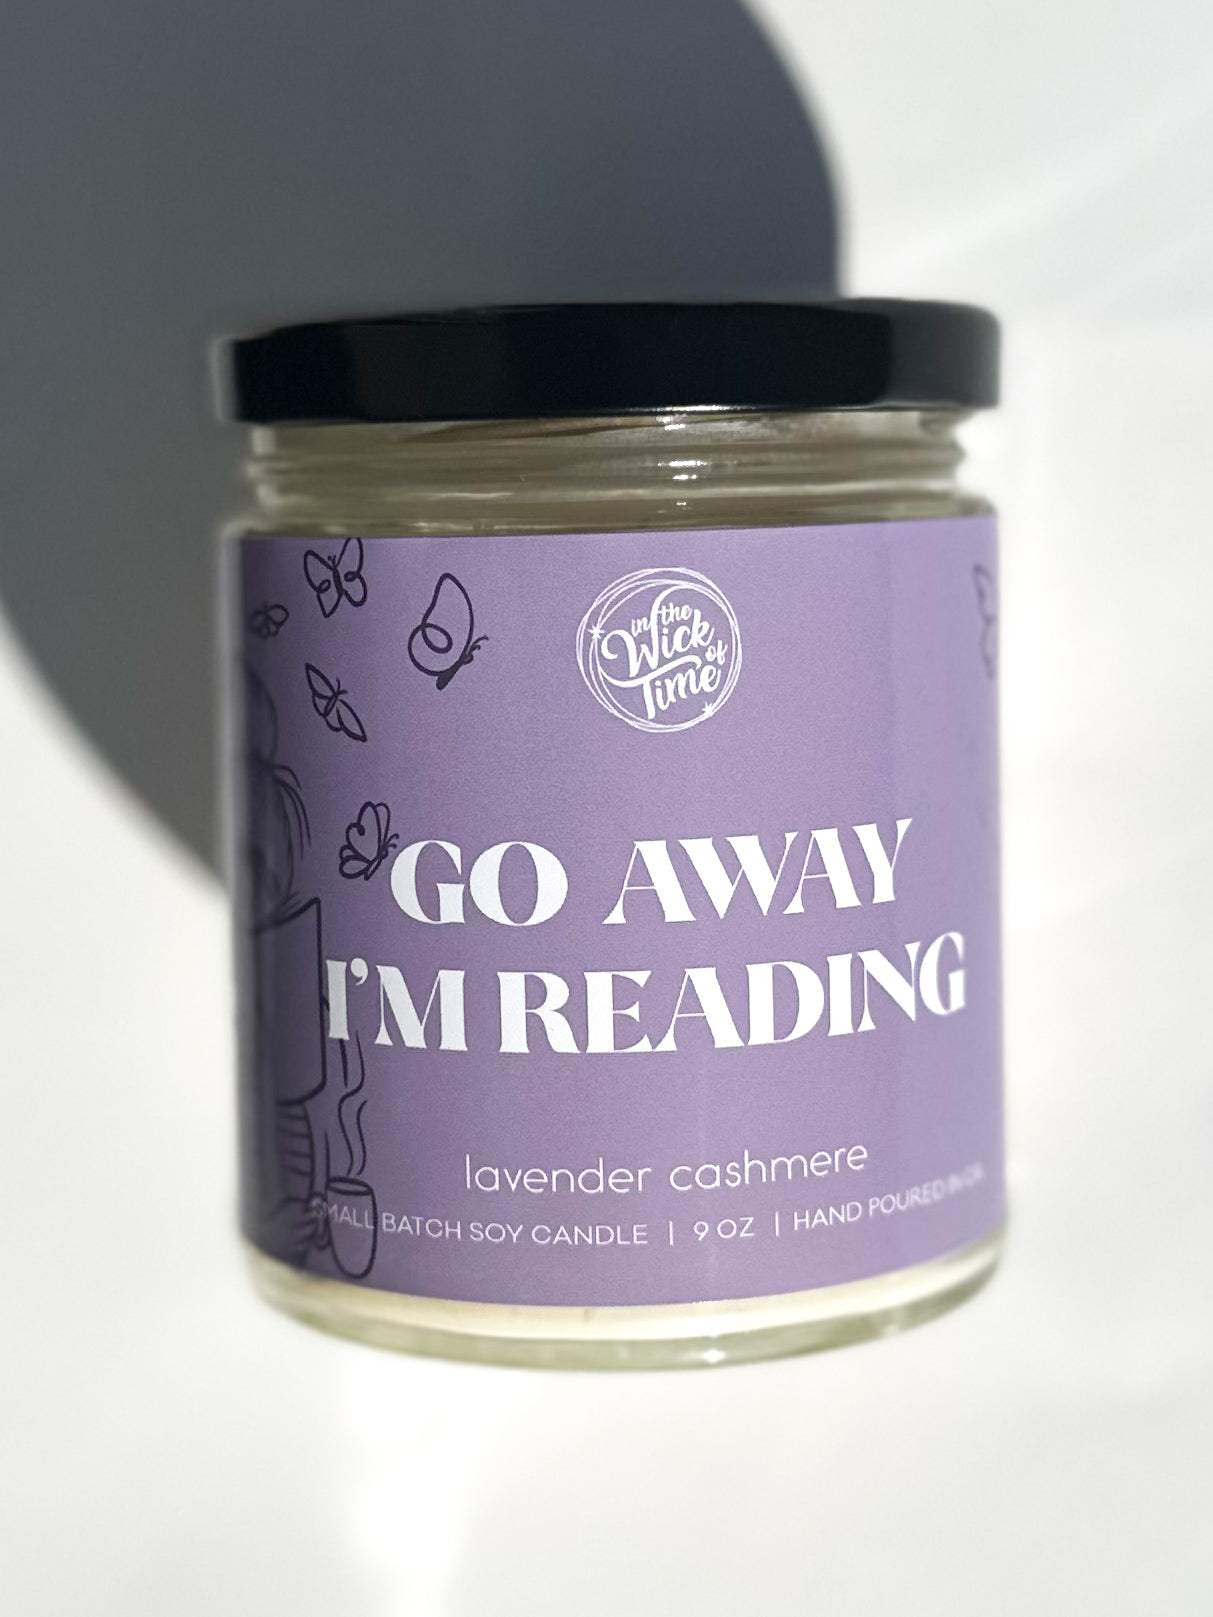 in the
Wick
of
Time
GO AWAY
I'M READING
lavender cashmere
SMALL BATCH SOY CANDLE | 9 OZ | HAND POURED IN